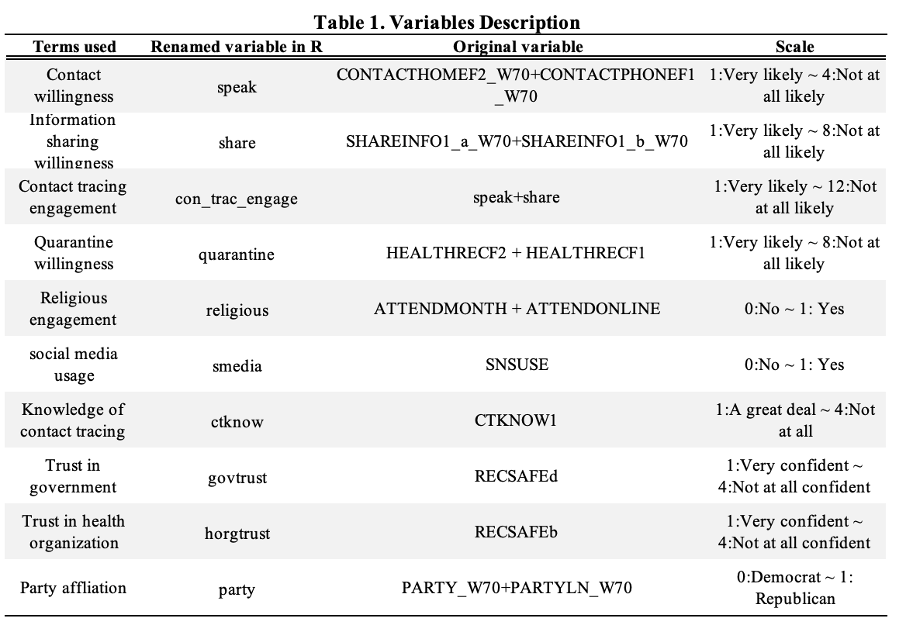 Table 1. Variables Description
Terms used Renamed variable in R Original variable Scale
Contact willingness speak CONTACTHOMEF2_W70+CONTACTPHONEF1_W70 1:Very likely ~ 4:Not at all likely
Information sharing willingness share SHAREINFO1_a_W70+SHAREINFO1_b_W70 1:Very likely ~ 8:Not at all likely
Contact tracing engagement con_trac_engage speak+share 1:Very likely ~ 12:Not at all likely
Quarantine willingness quarantine HEALTHRECF2 + HEALTHRECF1 1:Very likely ~ 8:Not at all likely
Religious engagement religious ATTENDMONTH + ATTENDONLINE 0:No ~ 1: Yes
social media usage smedia SNSUSE 0:No ~ 1: Yes
Knowledge of contact tracing ctknow CTKNOW1 1:A great deal ~ 4:Not at all
Trust in government govtrust RECSAFEd 1:Very confident ~ 4:Not at all confident
Trust in health organization horgtrust RECSAFEb 1:Very confident ~ 4:Not at all confident
Party affliation party PARTY_W70+PARTYLN_W70 0:Democrat ~ 1: Republican